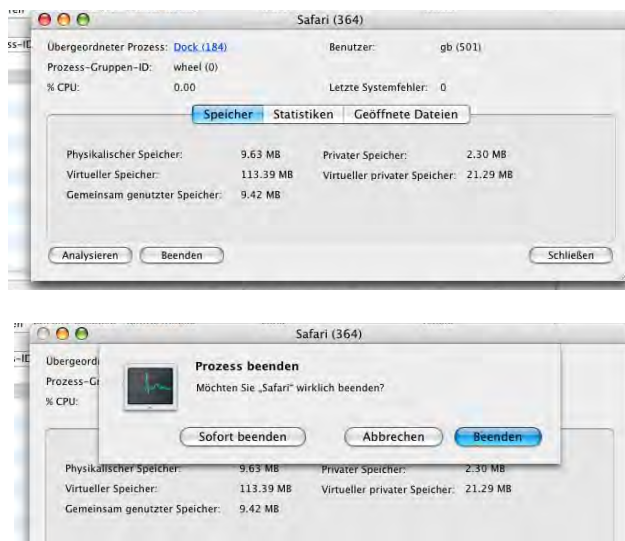 Safari (364)
Übergeordneter Prozess: Dock (184) Benutzer: gb (501)
Prozess-Gruppen-ID: wheel (0)
% CPU: 0.00 Letzte Systemfehler: 0
Speicher Statistiken Geöffnete Dateien
Physikalischer Speicher: 9.63 MB Privater Speicher: 2.30 MB
Virtueller Speicher: 113.39 MB Virtueller privater Speicher: 21.29 MB
Gemeinsam genutzter Speicher: 9.42 MB
Analysieren Beenden Schließen
Safari (364)
Übergeord
Prozess beenden
Prozess-Gr
Möchten Sie „Safari“ wirklich beenden?
% CPU:
Sofort beenden Abbrechen Beenden
Physikalischer Speicher: 9.63 MB Privater Speicher: 2.30 MB
Virtueller Speicher: 113.39 MB Virtueller privater Speicher: 21.29 MB
Gemeinsam genutzter Speicher: 9.42 MB